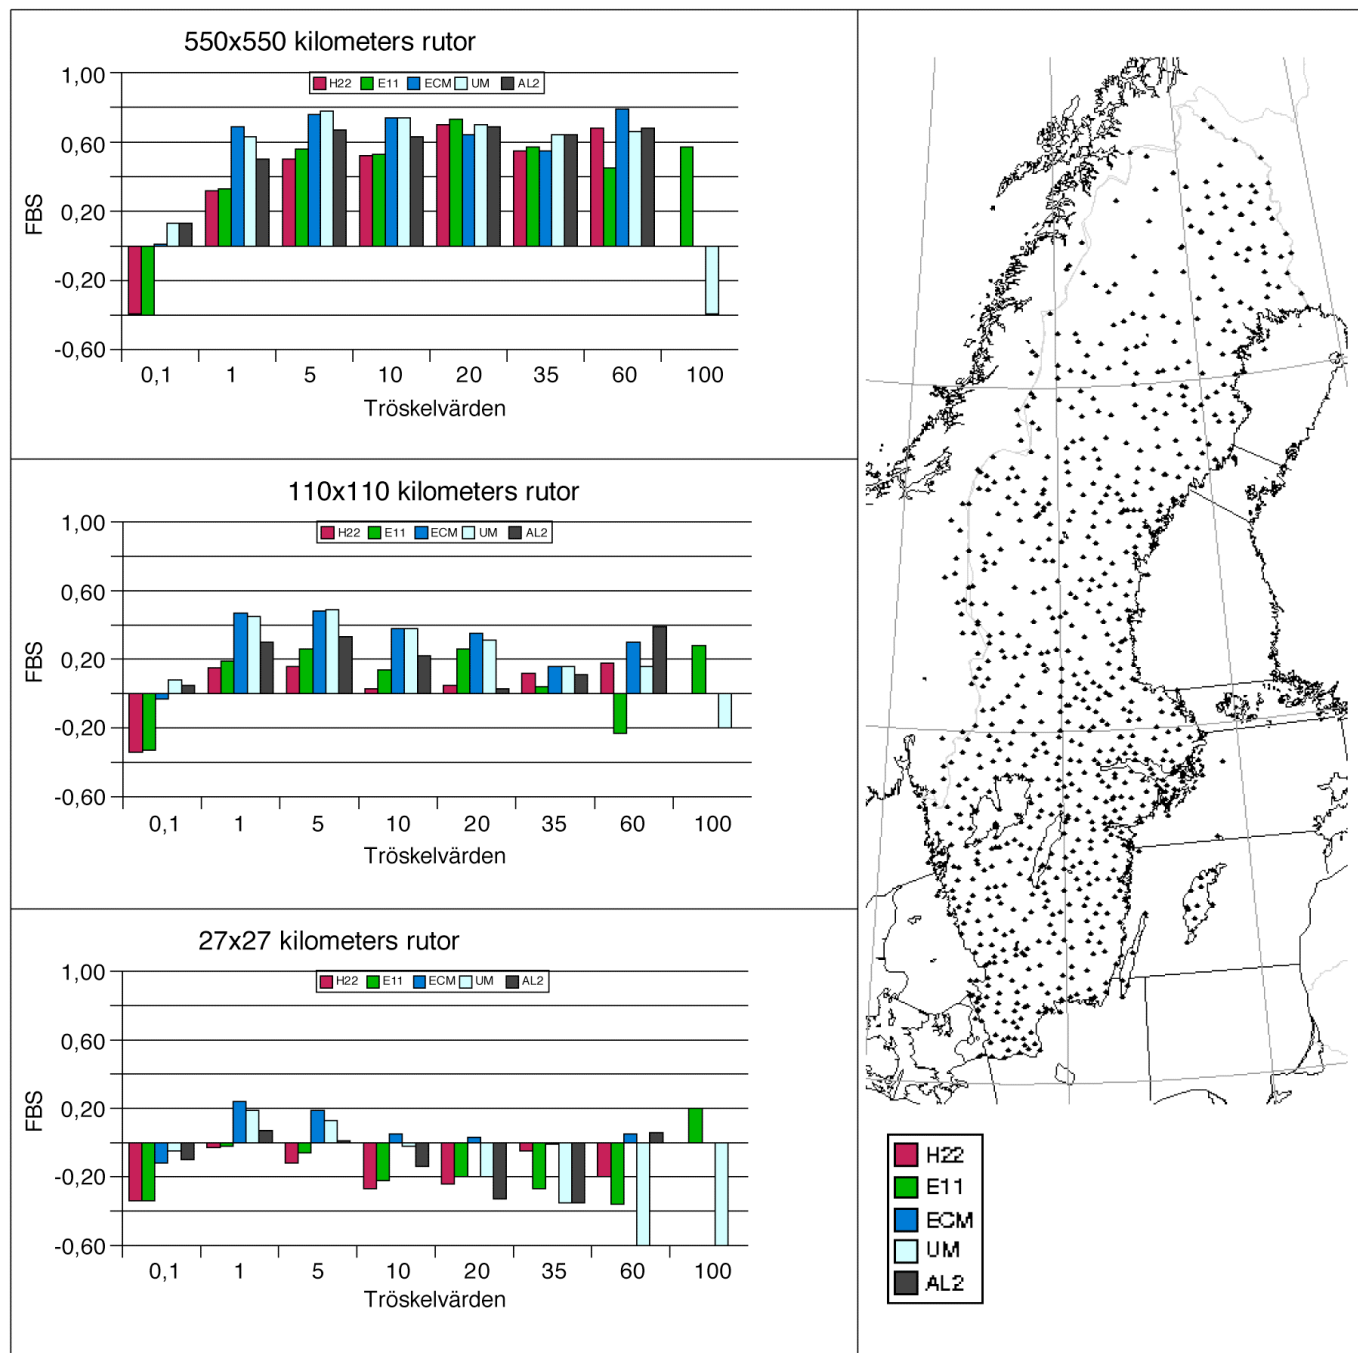 550x550 kilometers rutor
H22 E11 ECM UM AL2
1,00
0,60
0,20
-0,20
-0,60
FBS
0,1 1 5 10 20 35 60 100
Tröskelvärden
110x110 kilometers rutor
H22 E11 ECM UM AL2
1,00
0,60
0,20
-0,20
-0,60
FBS
0,1 1 5 10 20 35 60 100
Tröskelvärden
27x27 kilometers rutor
H22 E11 ECM UM AL2
1,00
0,60
0,20
-0,20
-0,60
FBS
0,1 1 5 10 20 35 60 100
Tröskelvärden
H22
E11
ECM
UM
AL2